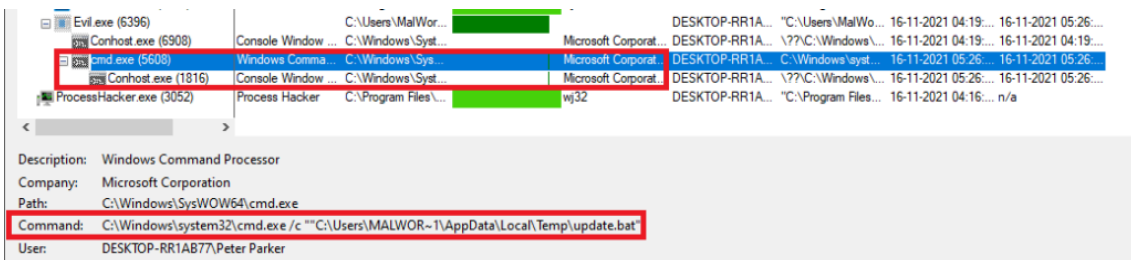 Evil.exe (6396) C:\Users\MalWor... DESKTOP-RR1A... "C:\Users\MalWo... 16-11-2021 04:19:... 16-11-2021 05:26:...
Conhost.exe (6908) Console Window ... C:\Windows\Syst... Microsoft Corporat... DESKTOP-RR1A... \??\C:\Windows\... 16-11-2021 04:19:... 16-11-2021 04:19:...
cmd.exe (5608) Windows Comma... C:\Windows\Sys... Microsoft Corporat... DESKTOP-RR1A... C:\Windows\syst... 16-11-2021 05:26:... 16-11-2021 05:26:...
Conhost.exe (1816) Console Window ... C:\Windows\Syst... Microsoft Corporat... DESKTOP-RR1A... \??\C:\Windows\... 16-11-2021 05:26:... 16-11-2021 05:26:...
ProcessHacker.exe (3052) Process Hacker C:\Program Files\... wj32 DESKTOP-RR1A... "C:\Program Files... 16-11-2021 04:16:... n/a
Description: Windows Command Processor
Company: Microsoft Corporation
Path: C:\Windows\SysWOW64\cmd.exe
Command: C:\Windows\system32\cmd.exe /c ""C:\Users\MALWOR~1\AppData\Local\Temp\update.bat"
User: DESKTOP-RR1AB77\Peter Parker